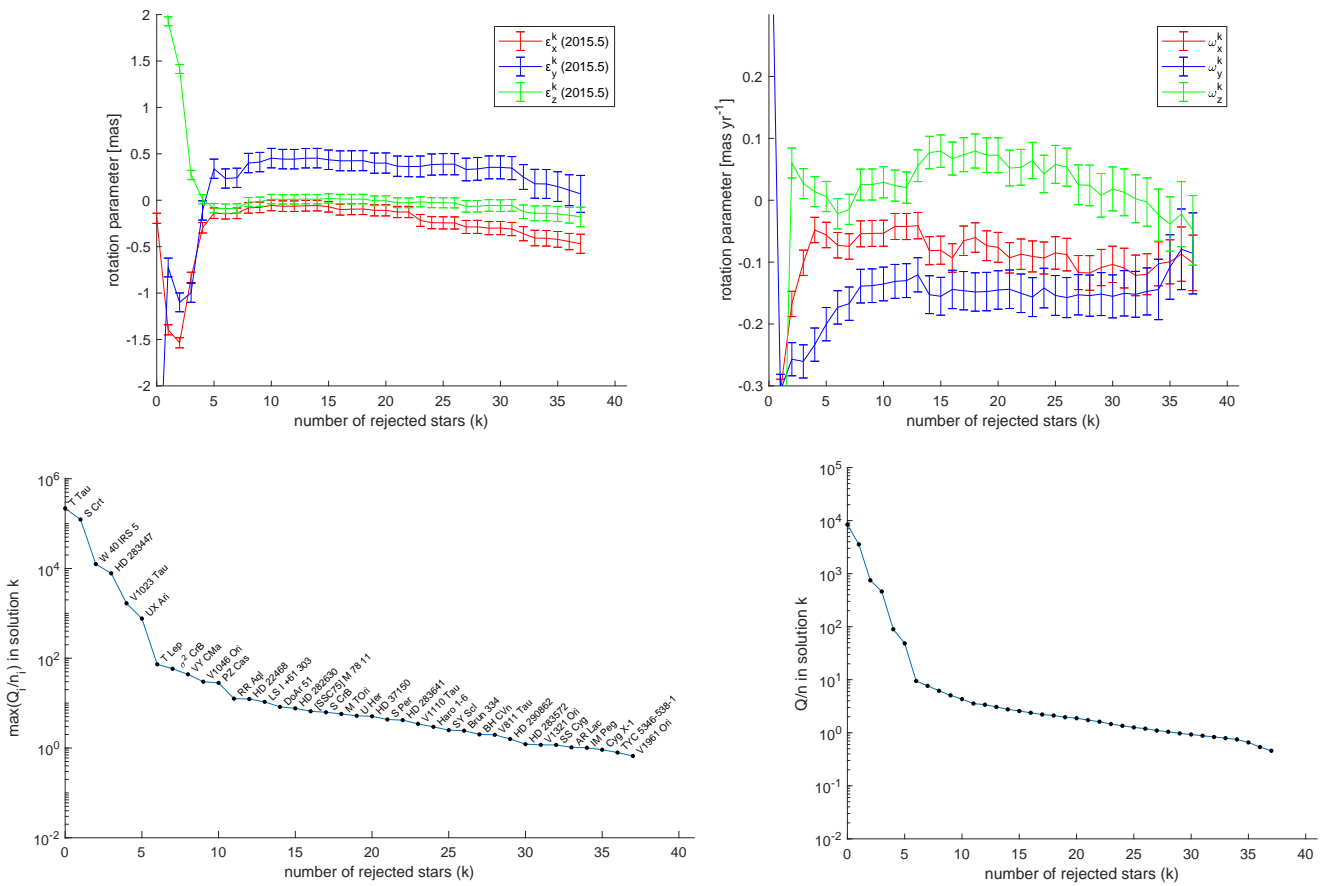 2
1.5
1
0.5
0
-0.5
-1
-1.5
-2
rotation parameter [mas]
0 5 10 15 20 25 30 35 40
number of rejected stars (k)
ε_x^k (2015.5)
ε_y^k (2015.5)
ε_z^k (2015.5)
0.2
0.1
0
-0.1
-0.2
-0.3
rotation parameter [mas yr^-1]
0 5 10 15 20 25 30 35 40
number of rejected stars (k)
ω_x^k
ω_y^k
ω_z^k
10^6
10^4
10^2
10^0
10^-2
max(Q_i/n_i) in solution k
T Tau
S Crt
W 40 IRS 5
HD 283447
V1023 Tau
UX Ari
T Lep
σ^2 CrB
VY CMa
V1046 Ori
PZ Cas
RR Aql
HD 22468
LS I +61 303
DoAr 51
HD 282630
[SSC75] M 78 11
S CrB
M TOri
U Her
HD 37150
S Per
HD 283641
V1110 Tau
Haro 1-6
SY Scl
Brun 334
BH CVn
V811 Tau
HD 290862
HD 283572
V1321 Ori
SS Cyg
AR Lac
IM Peg
Cyg X-1
TYC 5346-538-1
V1961 Ori
0 5 10 15 20 25 30 35 40
number of rejected stars (k)
10^5
10^4
10^3
10^2
10^1
10^0
10^-1
10^-2
Q/n in solution k
0 5 10 15 20 25 30 35 40
number of rejected stars (k)